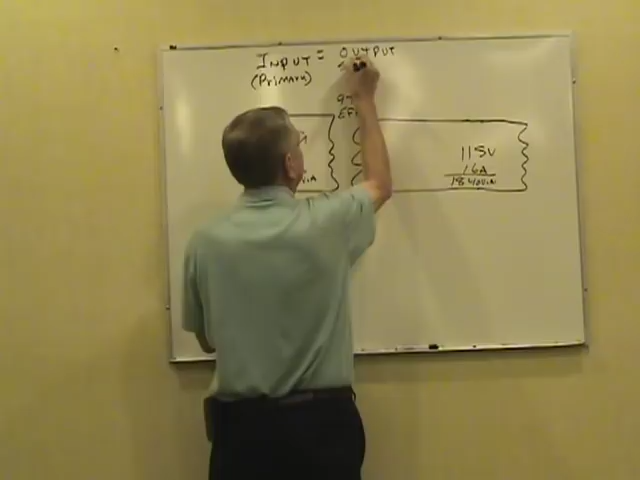 INPUT = OUTPUT
(Primary)
115V
16A
1840VA